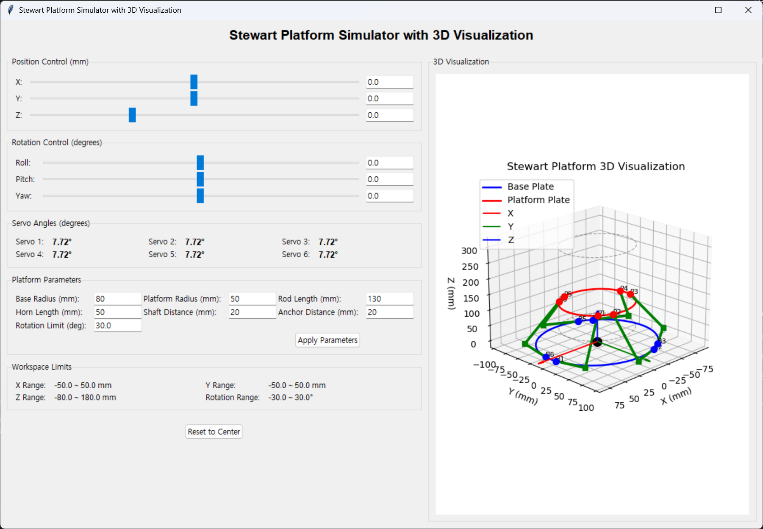 Stewart Platform Simulator with 3D Visualization
Stewart Platform Simulator with 3D Visualization
Position Control (mm)
X: 0.0
Y: 0.0
Z: 0.0
Rotation Control (degrees)
Roll: 0.0
Pitch: 0.0
Yaw: 0.0
Servo Angles (degrees)
Servo 1: 7.72° Servo 2: 7.72° Servo 3: 7.72°
Servo 4: 7.72° Servo 5: 7.72° Servo 6: 7.72°
Platform Parameters
Base Radius (mm): 80 Platform Radius (mm): 50 Rod Length (mm): 130
Horn Length (mm): 50 Shaft Distance (mm): 20 Anchor Distance (mm): 20
Rotation Limit (deg): 30.0
Apply Parameters
Workspace Limits
X Range: -50.0 ~ 50.0 mm Y Range: -50.0 ~ 50.0 mm
Z Range: -80.0 ~ 180.0 mm Rotation Range: -30.0 ~ 30.0°
Reset to Center
3D Visualization
Stewart Platform 3D Visualization
Base Plate
Platform Plate
X
Y
Z
300
250
200
150
100
50
0
Z (mm)
−100
−75
−50
−25
0
25
50
75
100
Y (mm)
75
50
25
0
−25
−50
−75
X (mm)